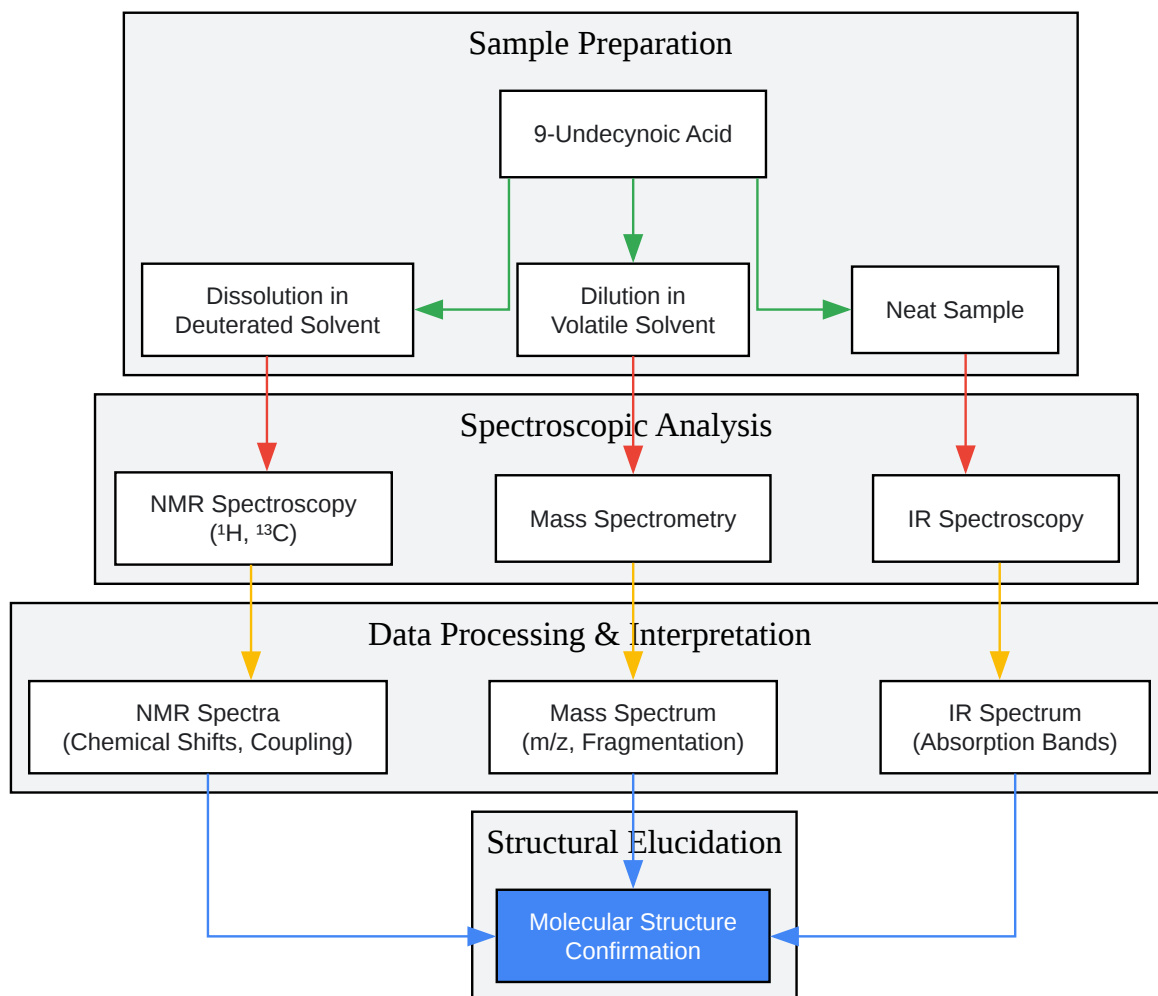 Sample Preparation
9-Undecynoic Acid
Dissolution in
Deuterated Solvent
Dilution in
Volatile Solvent
Neat Sample
Spectroscopic Analysis
NMR Spectroscopy
(¹H, ¹³C)
Mass Spectrometry
IR Spectroscopy
Data Processing & Interpretation
NMR Spectra
(Chemical Shifts, Coupling)
Mass Spectrum
(m/z, Fragmentation)
IR Spectrum
(Absorption Bands)
Structural Elucidation
Molecular Structure
Confirmation